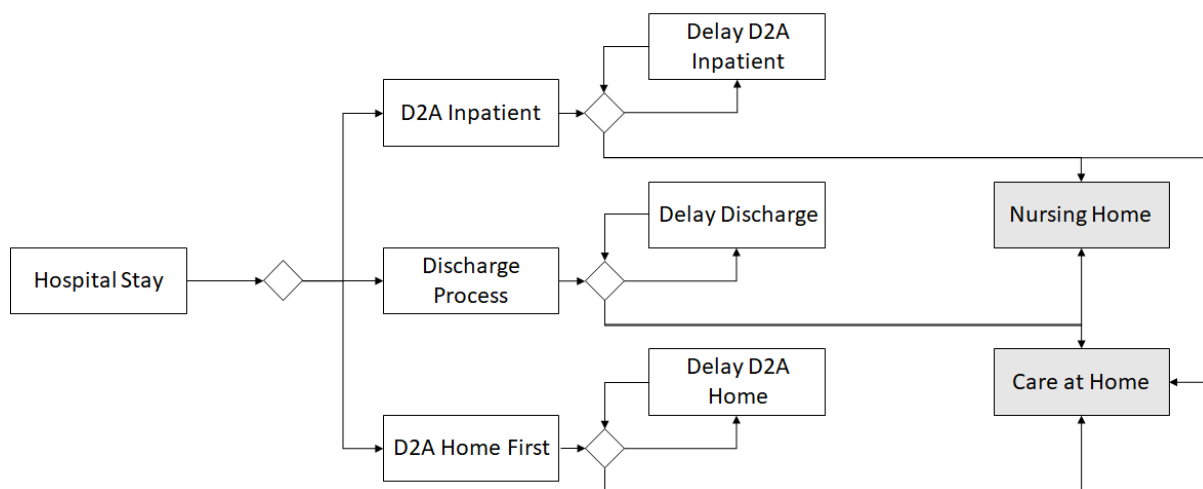 Delay D2A
Inpatient
D2A Inpatient
Delay Discharge
Nursing Home
Hospital Stay
Discharge
Process
Delay D2A
Home
Care at Home
D2A Home First